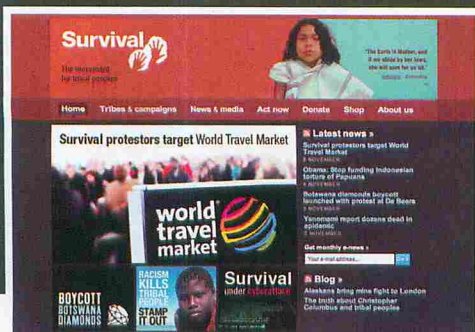 Survival
The movement
for tribal peoples
"The Earth is Mother, and
if we abide by her laws,
she will care for us all."
Home Tribes & campaigns News & media Act now Donate Shop About us
Survival protestors target World Travel Market
world
travel
market
BOYCOTT
BOTSWANA
DIAMONDS
RACISM
KILLS
TRIBAL
PEOPLE
STAMP
IT OUT
Survival
under cyberattack
Latest news »
Survival protestors target World
Travel Market
8 NOVEMBER
Obama: Stop funding Indonesian
torture of Papuans
NOVEMBER
Botswana diamonds boycott
launched with protest at De Beers
NOVEMBER
Yanomami report dozens dead in
epidemic
NOVEMBER
Get monthly e-news »
Your e-mail address...
Blog »
Alaskans bring mine fight to London
The truth about Christopher
Columbus and tribal peoples